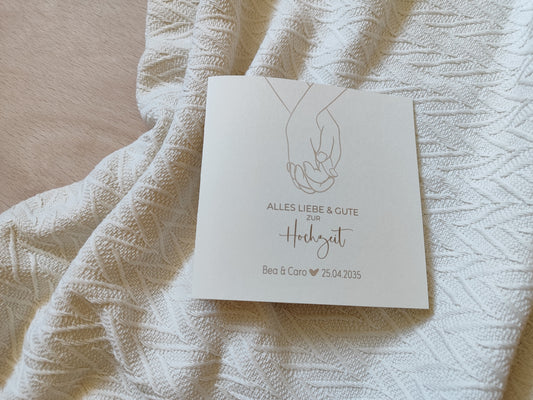 ALLES LIEBE & GUTE
ZUR
Hochzeit
Bea & Caro ♥ 25.04.2035